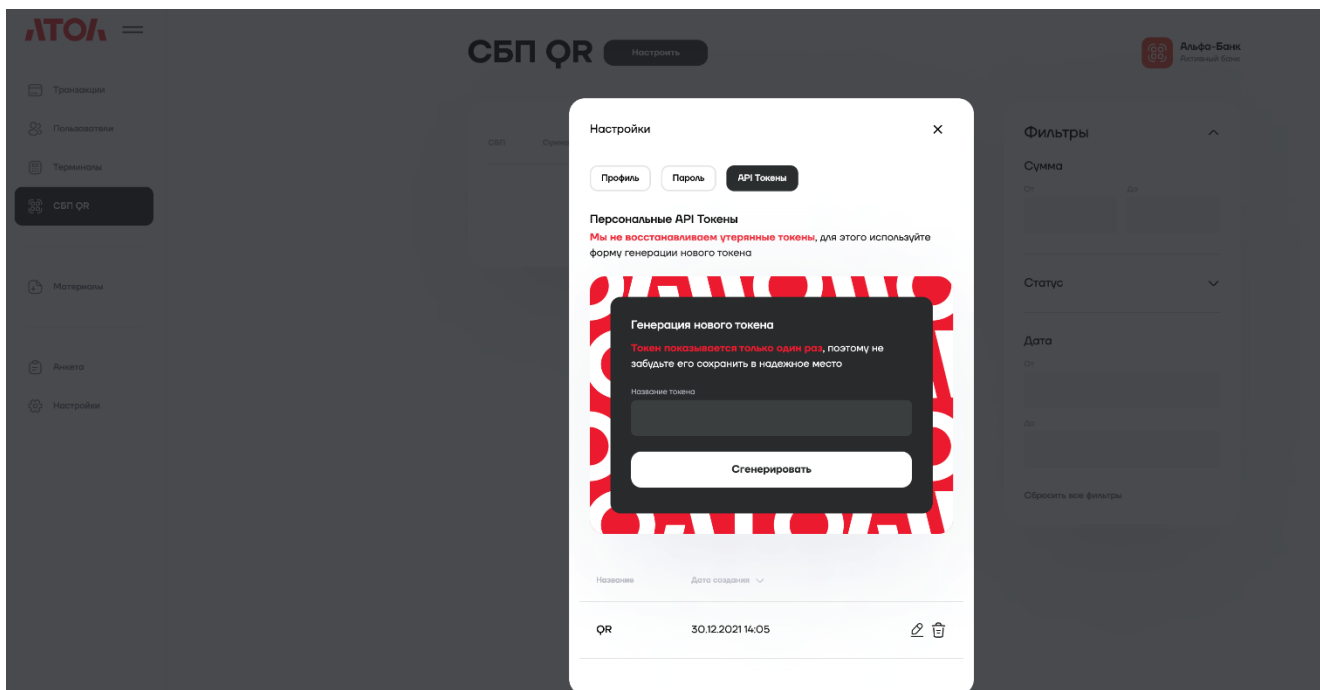 АТОЛ
СБП QR
Настроить
Альфа-Банк
Активный банк
Транзакции
Пользователи
Терминалы
СБП QR
Материалы
Анкета
Настройки
СБП
Сумма
Настройки
Профиль
Пароль
API Токены
Персональные API Токены
Мы не восстанавливаем утерянные токены, для этого используйте
форму генерации нового токена
Генерация нового токена
Токен показывается только один раз, поэтому не
забудьте его сохранить в надежное место
Название токена
Сгенерировать
Название
Дата создания
QR
30.12.2021 14:05
Фильтры
Сумма
От
До
Статус
Дата
От
До
Сбросить все фильтры